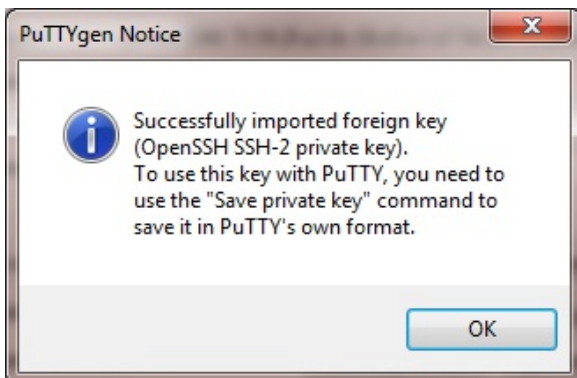 PuTTYgen Notice
Successfully imported foreign key
(OpenSSH SSH-2 private key).
To use this key with PuTTY, you need to
use the "Save private key" command to
save it in PuTTY's own format.
OK